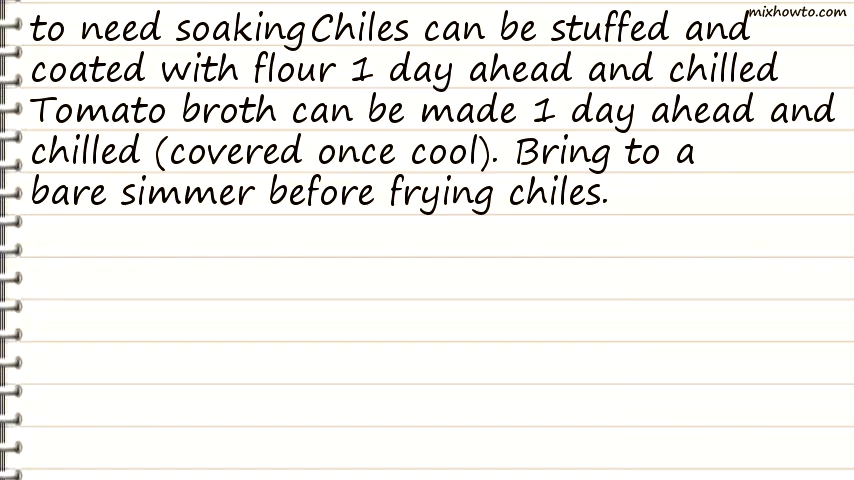 mixhowto.com
to need soakingChiles can be stuffed and
coated with flour 1 day ahead and chilled
Tomato broth can be made 1 day ahead and
chilled (covered once cool). Bring to a
bare simmer before frying chiles.